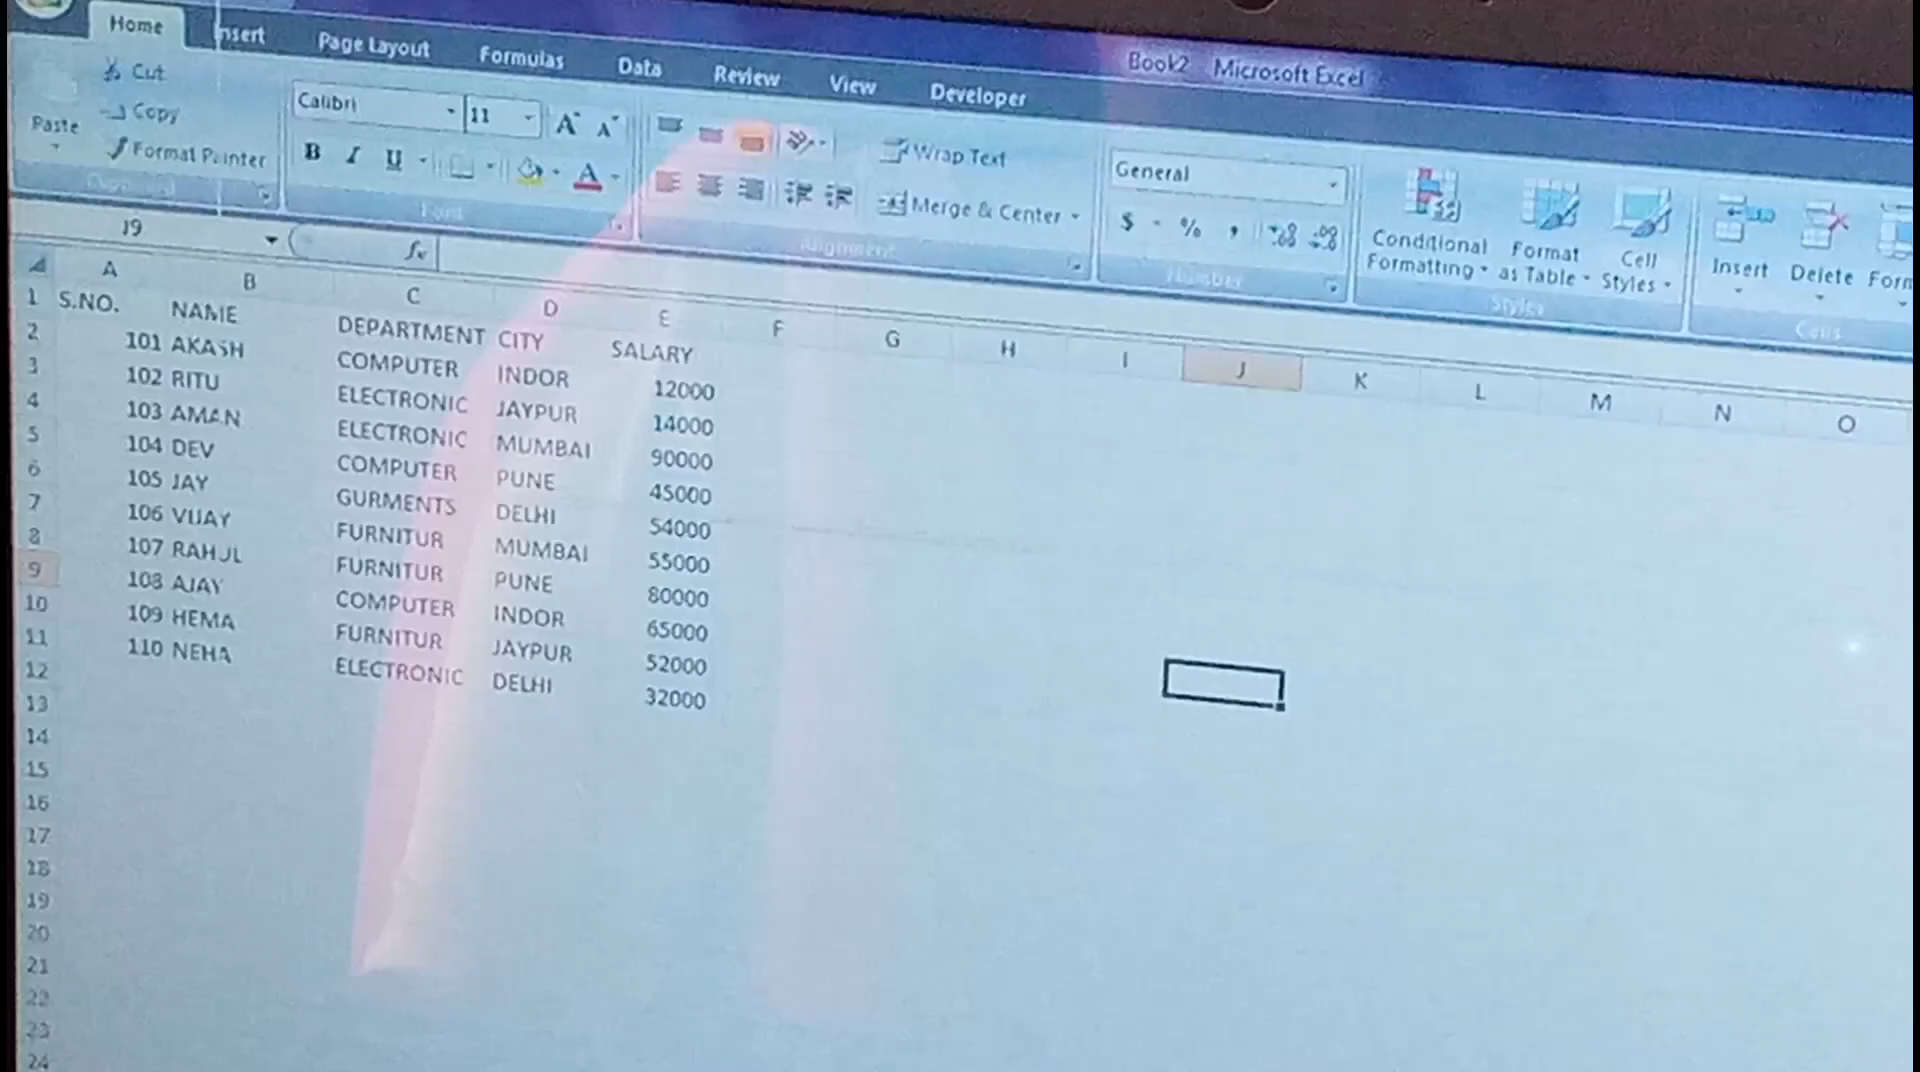 Book2 Microsoft Excel
Home Insert Page Layout Formulas Data Review View Developer
Cut
Copy
Format Painter
Paste
Calibri 11
B I U
Wrap Text
Merge & Center
General
$ % ,
Conditional Formatting
Format as Table
Cell Styles
Insert Delete
Font Alignment Number Styles Cells
J9
fx
A B C D E F G H I J K L M N O
1 S.NO. NAME DEPARTMENT CITY SALARY
2 101 AKASH COMPUTER INDOR 12000
3 102 RITU ELECTRONIC JAYPUR 14000
4 103 AMAN ELECTRONIC MUMBAI 90000
5 104 DEV COMPUTER PUNE 45000
6 105 JAY GURMENTS DELHI 54000
7 106 VIJAY FURNITUR MUMBAI 55000
8 107 RAHUL FURNITUR PUNE 80000
9 108 AJAY COMPUTER INDOR 65000
10 109 HEMA FURNITUR JAYPUR 52000
11 110 NEHA ELECTRONIC DELHI 32000
12
13
14
15
16
17
18
19
20
21
22
23
24